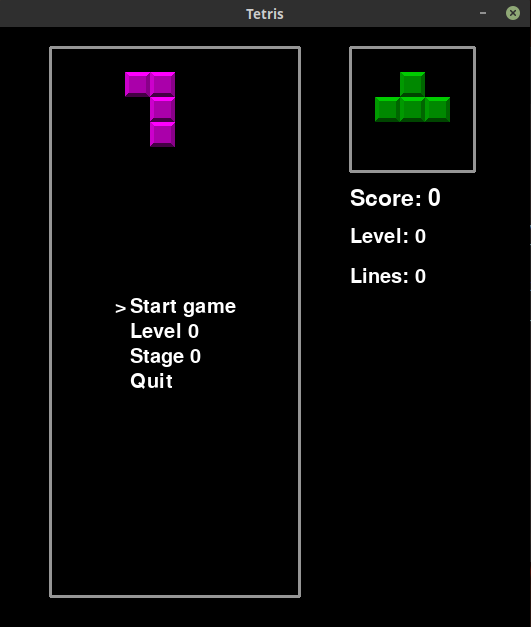 Tetris
Score: 0
Level: 0
Lines: 0
> Start game
Level 0
Stage 0
Quit